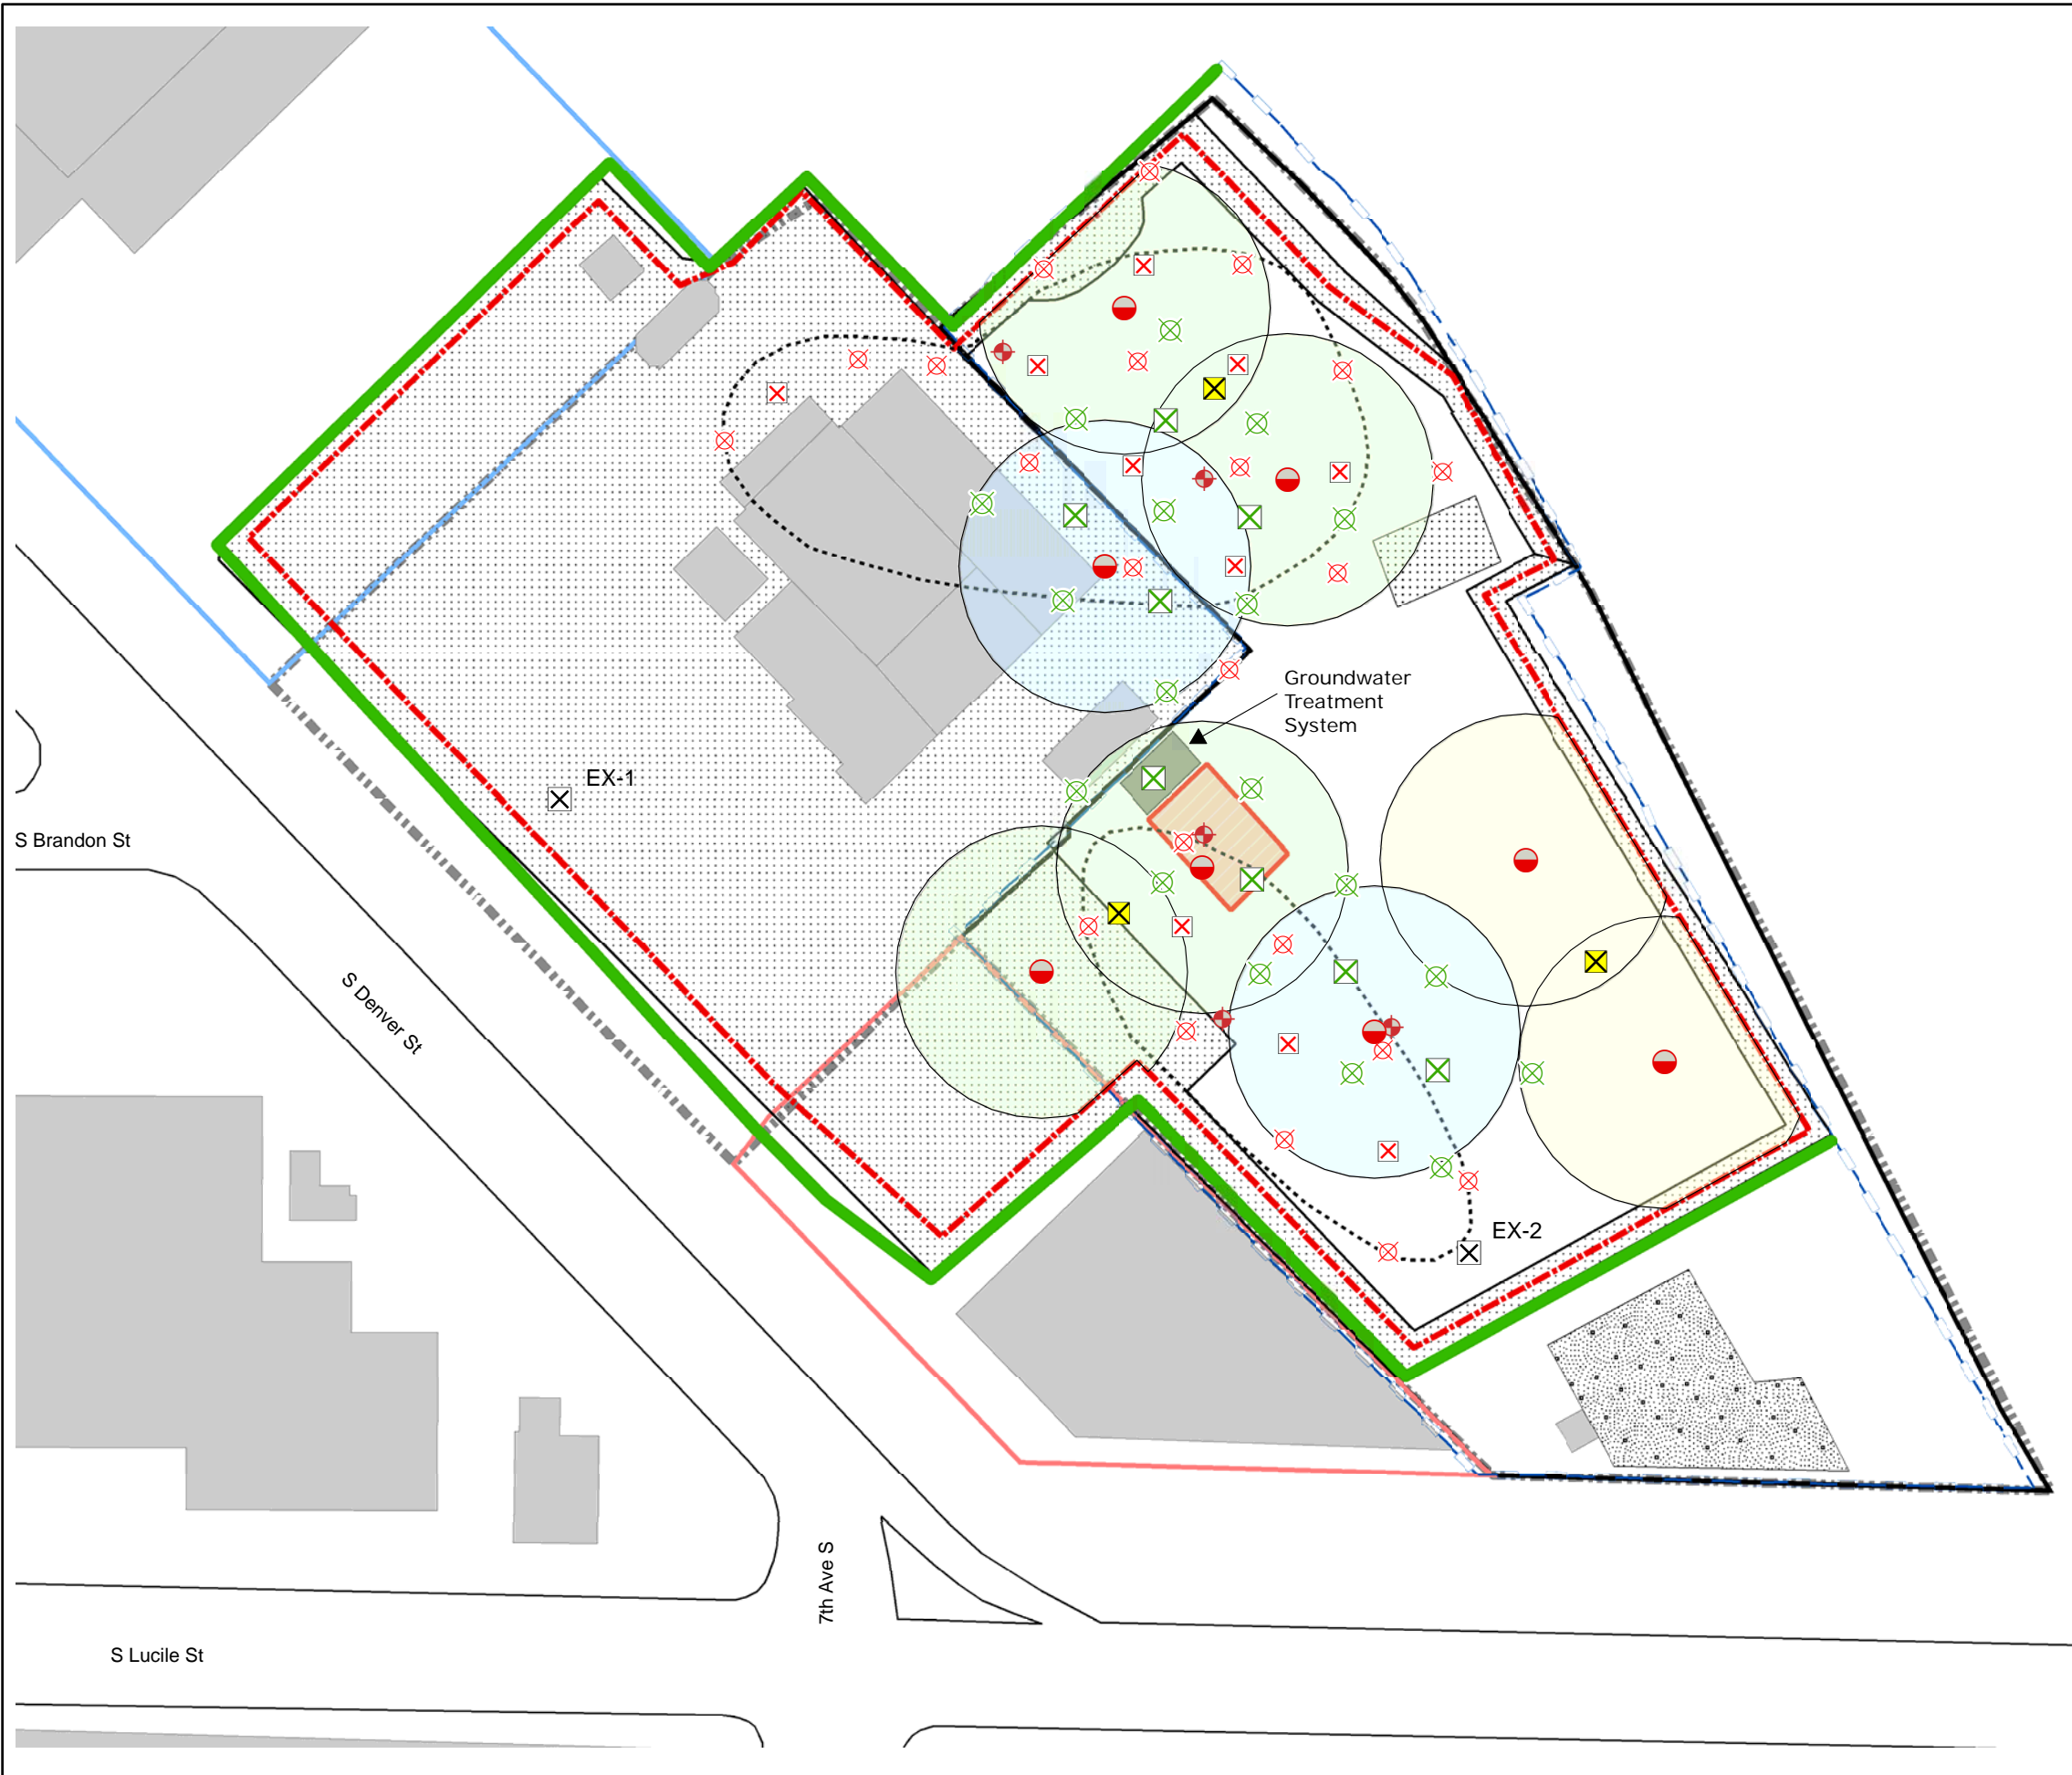 Groundwater
Treatment
System
EX-1
S Brandon St
S Denver St
EX-2
7th Ave S
S Lucile St